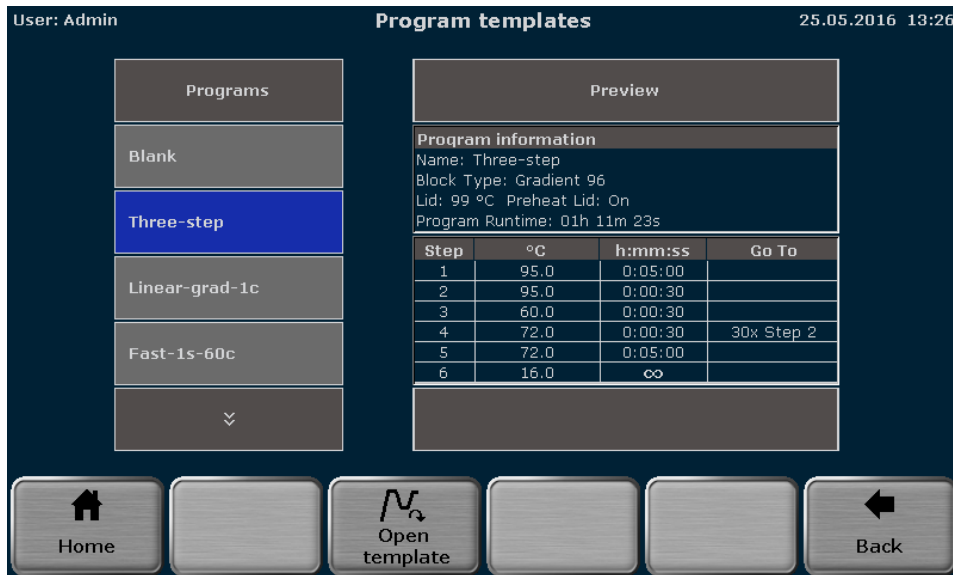 User: Admin Program templates 25.05.2016 13:26
Programs
Blank
Three-step
Linear-grad-1c
Fast-1s-60c
Preview
Program information
Name: Three-step
Block Type: Gradient 96
Lid: 99 °C Preheat Lid: On
Program Runtime: 01h 11m 23s
Step °C h:mm:ss Go To
1 95.0 0:05:00
2 95.0 0:00:30
3 60.0 0:00:30
4 72.0 0:00:30 30x Step 2
5 72.0 0:05:00
6 16.0 ∞
Home
Open
template
Back